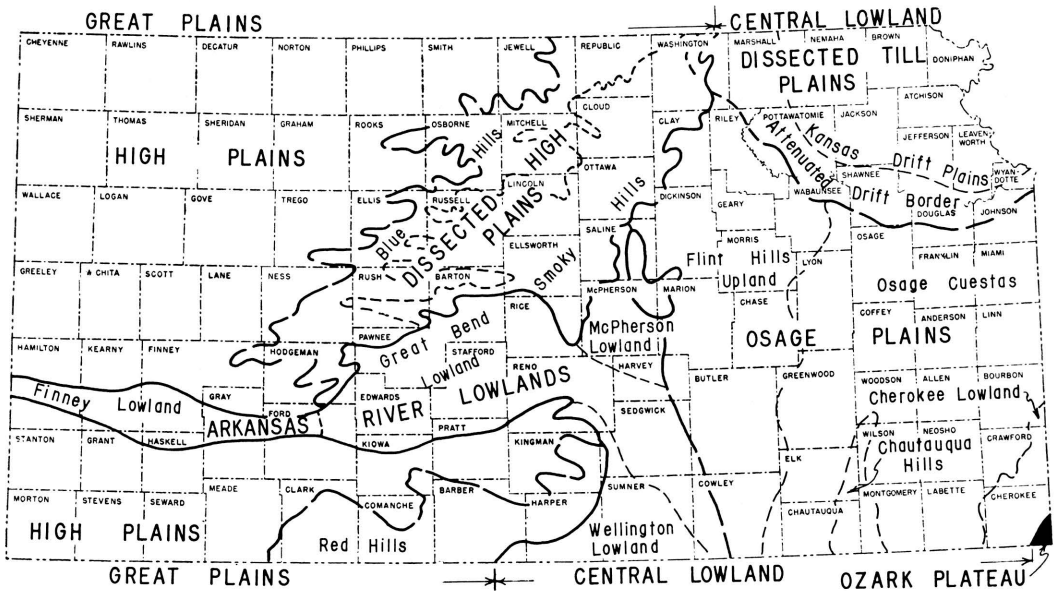 GREAT PLAINS
CENTRAL LOWLAND
CHEYENNE
RAWLINS
DECATUR
NORTON
PHILLIPS
SMITH
JEWELL
REPUBLIC
WASHINGTON
MARSHALL
NEMAHA
BROWN
DISSECTED TILL
PLAINS
DONIPHAN
ATCHISON
SHERMAN
THOMAS
SHERIDAN
GRAHAM
ROOKS
OSBORNE
MITCHELL
CLOUD
CLAY
RILEY
POTTAWATOMIE
JACKSON
JEFFERSON
LEAVEN
WORTH
WYAN-
DOTTE
HIGH PLAINS
Blue Hills
DISSECTED HIGH
PLAINS
Smoky Hills
Attenuated
Drift Border
Kansas
Drift Plains
WALLACE
LOGAN
GOVE
TREGO
ELLIS
RUSSELL
LINCOLN
OTTAWA
SALINE
DICKINSON
GEARY
WABAUNSEE
SHAWNEE
DOUGLAS
JOHNSON
ELLSWORTH
MORRIS
LYON
OSAGE
FRANKLIN
MIAMI
Flint Hills
Upland
Osage Cuestas
GREELEY
& CHITA
SCOTT
LANE
NESS
RUSH
BARTON
RICE
McPHERSON
MARION
CHASE
COFFEY
ANDERSON
LINN
McPherson
Lowland
OSAGE PLAINS
HAMILTON
KEARNY
FINNEY
HODGEMAN
PAWNEE
Great Bend
Lowland
STAFFORD
RENO
HARVEY
BUTLER
GREENWOOD
WOODSON
ALLEN
BOURBON
Cherokee Lowland
Finney Lowland
GRAY
FORD
EDWARDS
ARKANSAS RIVER LOWLANDS
SEDGWICK
STANTON
GRANT
HASKELL
KIOWA
PRATT
KINGMAN
ELK
WILSON
NEOSHO
CRAWFORD
Chautauqua
Hills
MORTON
STEVENS
SEWARD
MEADE
CLARK
COMANCHE
BARBER
HARPER
SUMNER
COWLEY
CHAUTAUQUA
MONTGOMERY
LABETTE
CHEROKEE
HIGH PLAINS
Red Hills
Wellington
Lowland
GREAT PLAINS
CENTRAL LOWLAND
OZARK PLATEAU